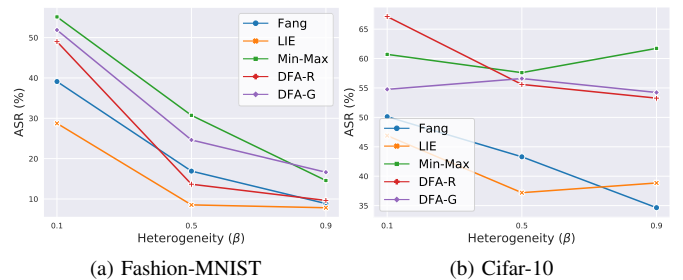 50
40
30
20
10
ASR (%)
0.1
0.5
0.9
Heterogeneity (β)
Fang
LIE
Min-Max
DFA-R
DFA-G
(a) Fashion-MNIST
65
60
55
50
45
40
35
ASR (%)
0.1
0.5
0.9
Heterogeneity (β)
Fang
LIE
Min-Max
DFA-R
DFA-G
(b) Cifar-10